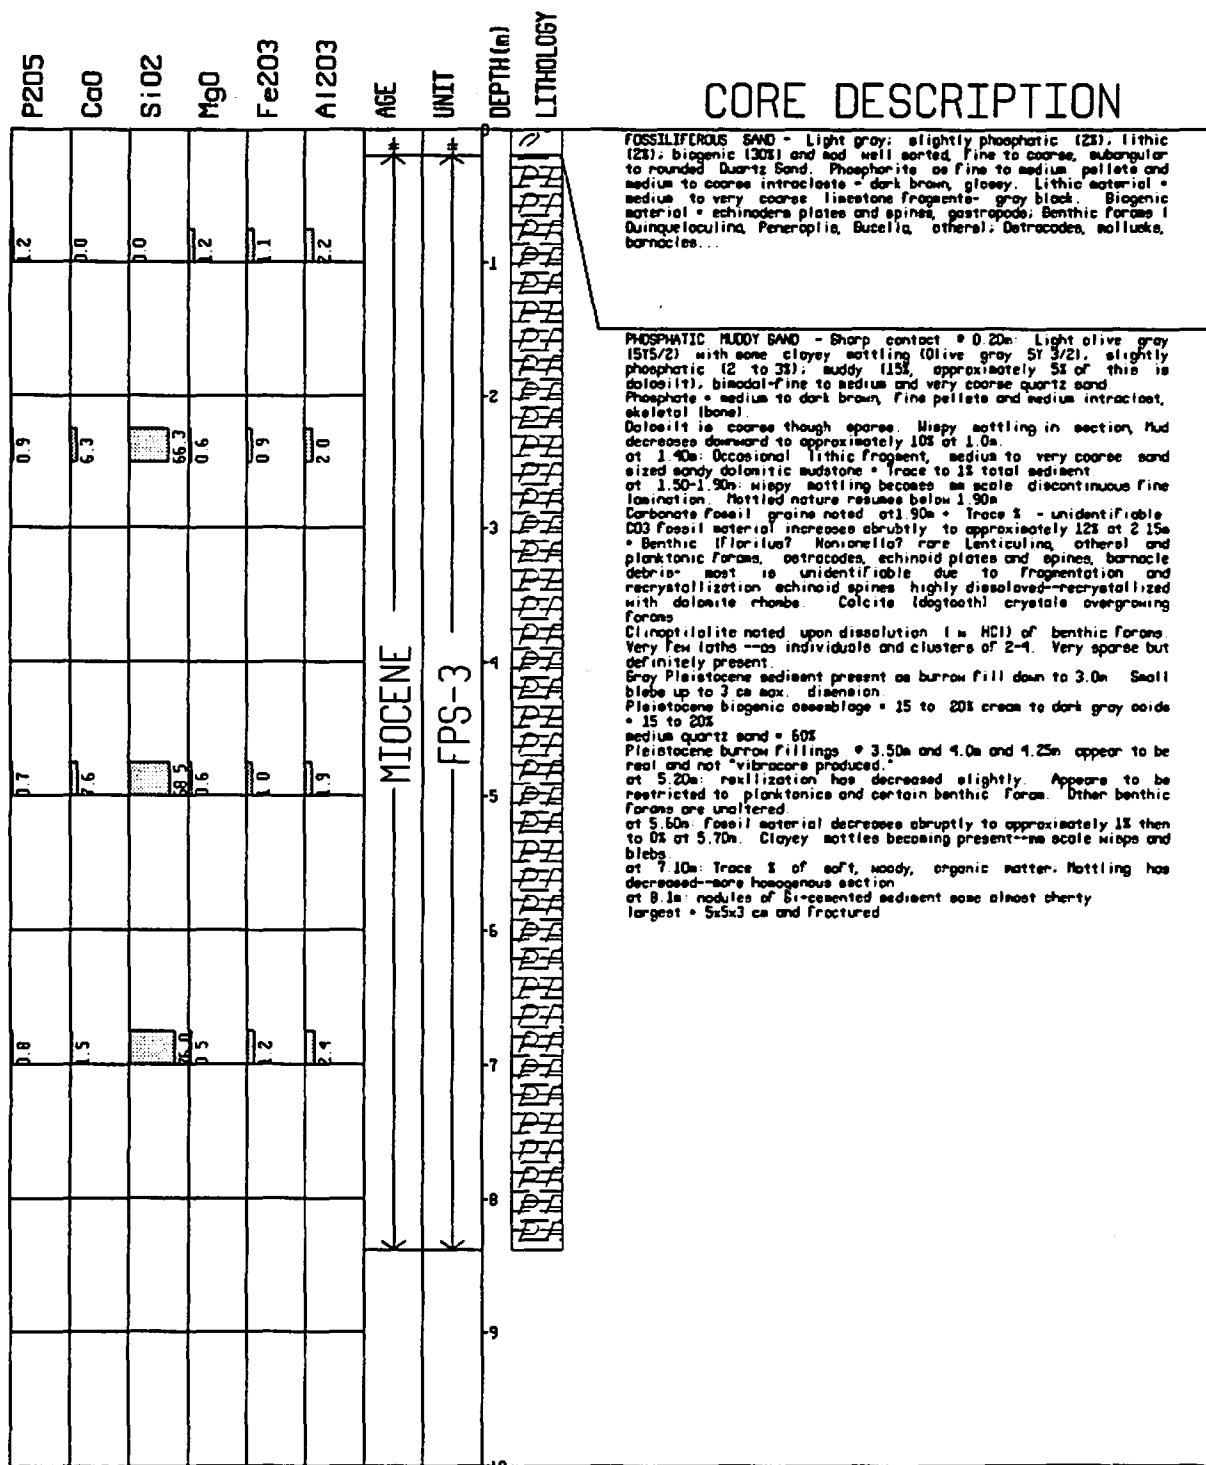 P2O5
CaO
SiO2
MgO
Fe2O3
Al2O3
AGE
UNIT
DEPTH(m)
LITHOLOGY
CORE DESCRIPTION
0
FOSSILIFEROUS SAND - Light gray; slightly phosphatic (2%), lithic
(2%); biogenic (30%) and mod well sorted, fine to coarse, subangular
to rounded Quartz Sand. Phosphorite as fine to medium pellets and
medium to coarse intraclasts - dark brown, glossy. Lithic material =
medium to very coarse limestone fragments- gray black. Biogenic
material = echinoderm plates and spines, gastropods; Benthic forams (
Quinqueloculina, Peneroplis, Bucella, others); Ostracodes, mollusks,
barnacles...
1.2
0.0
0.0
1.2
1.1
2.2
-1
PHOSPHATIC MUDDY SAND - Sharp contact @ 0.20m: Light olive gray
(5Y5/2) with some clayey mottling (Olive gray 5Y 3/2), slightly
phosphatic (2 to 3%); muddy (15%, approximately 5% of this is
dolosilt); bimodal-fine to medium and very coarse quartz sand
Phosphate = medium to dark brown, fine pellets and medium intraclast,
skeletal (bone)
Dolosilt is coarse though sparse. Wispy mottling in section, Mud
decreases downward to approximately 10% at 1.0m.
at 1.40m: Occasional lithic fragment, medium to very coarse sand
sized sandy dolomitic mudstone = Trace to 1% total sediment
at 1.50-1.90m: wispy mottling becomes mm scale discontinuous fine
lamination. Mottled nature resumes below 1.90m
Carbonate fossil grains noted at1.90m = Trace % - unidentifiable
CO3 fossil material increases abrubtly to approximately 12% at 2 15m
= Benthic (Florilus? Nonionella? rare Lenticulina, others) and
planktonic forams, ostracodes, echinoid plates and spines, barnacle
debris- most is unidentifiable due to fragmentation and
recrystallization echinoid spines highly dissoloved--recrystallized
with dolomite rhombs. Calcite (dogtooth) crystals overgrowing
forams
Clinoptilolite noted upon dissolution ( w HCl) of benthic forams.
Very few laths --as individuals and clusters of 2-4. Very sparse but
definitely present.
Gray Pleistocene sediment present as burrow fill down to 3.0m Small
blebs up to 3 cm max. dimension
Pleistocene biogenic assemblage = 15 to 20% cream to dark gray ooids
= 15 to 20%
medium quartz sand = 60%
Pleistocene burrow fillings @ 3.50m and 4.0m and 4.25m appear to be
real and not "vibracore produced."
at 5.20m: rexllization has decreased slightly. Appears to be
restricted to planktonics and certain benthic foram. Other benthic
forams are unaltered
at 5.60m: fossil material decreases abruptly to approximately 1% then
to 0% at 5.70m. Clayey mottles becoming present--mm scale wisps and
blebs
at 7.10m: Trace % of soft, woody, organic matter. Mottling has
decreased--more homogenous section
at 8.1m: nodules of Si-cemented sediment some almost cherty
largest = 5x5x3 cm and fractured
-2
0.9
6.3
66.3
0.6
0.9
2.0
-3
-4
MIOCENE
FPS-3
0.7
7.6
68.5
0.6
1.0
1.9
-5
-6
0.8
1.5
76.0
0.5
1.2
2.4
-7
-8
-9